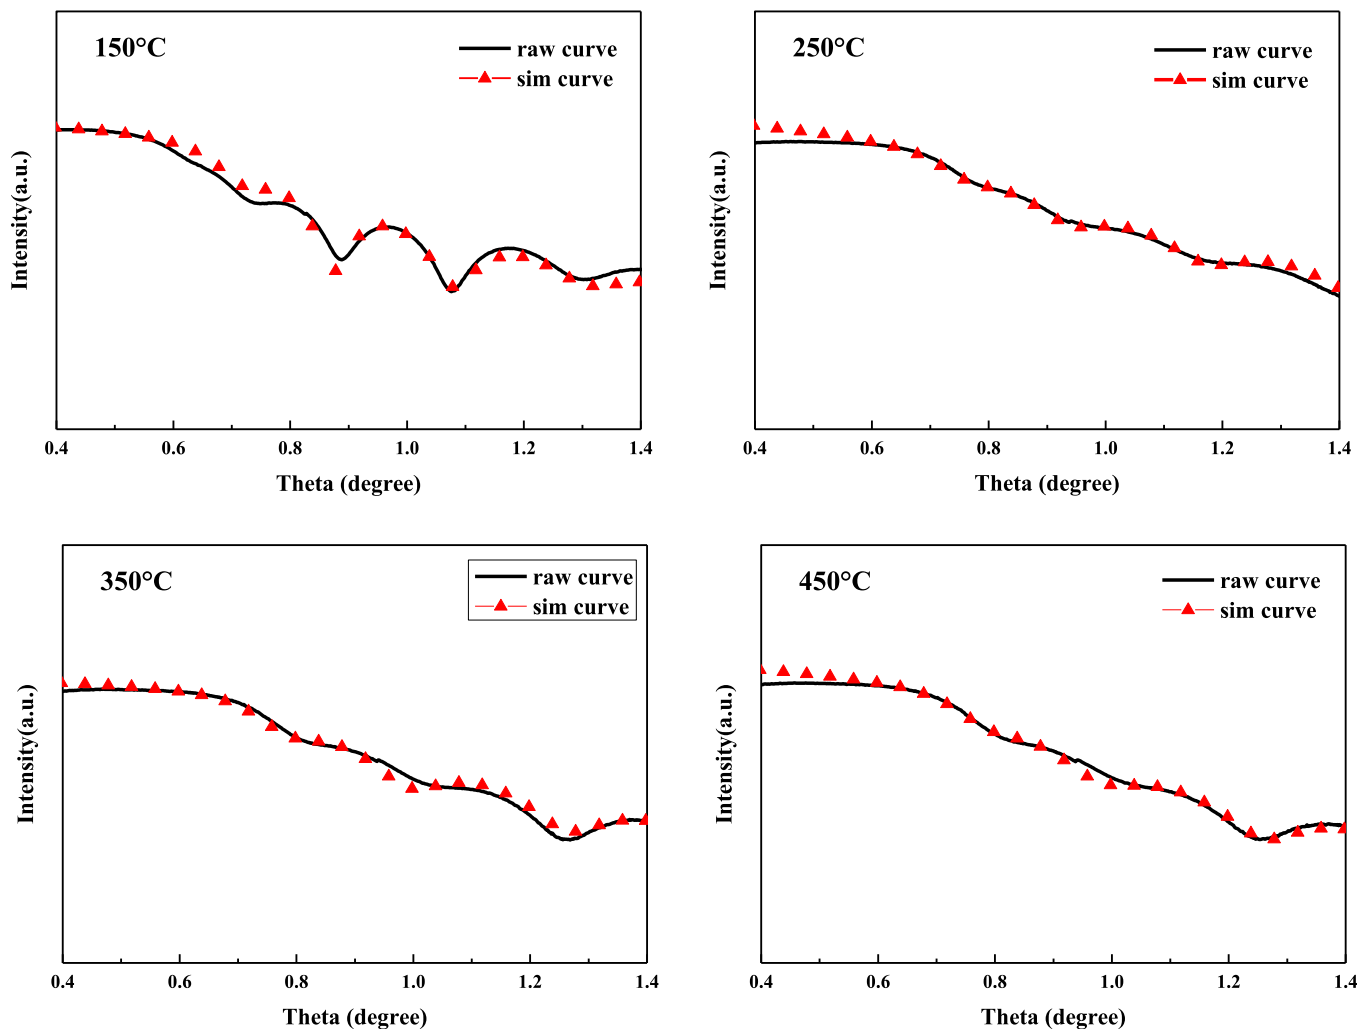 150°C
raw curve
sim curve
Intensity(a.u.)
0.4 0.6 0.8 1.0 1.2 1.4
Theta (degree)
250°C
raw curve
sim curve
Intensity(a.u.)
0.4 0.6 0.8 1.0 1.2 1.4
Theta (degree)
350°C
raw curve
sim curve
Intensity(a.u.)
0.4 0.6 0.8 1.0 1.2 1.4
Theta (degree)
450°C
raw curve
sim curve
Intensity(a.u.)
0.4 0.6 0.8 1.0 1.2 1.4
Theta (degree)